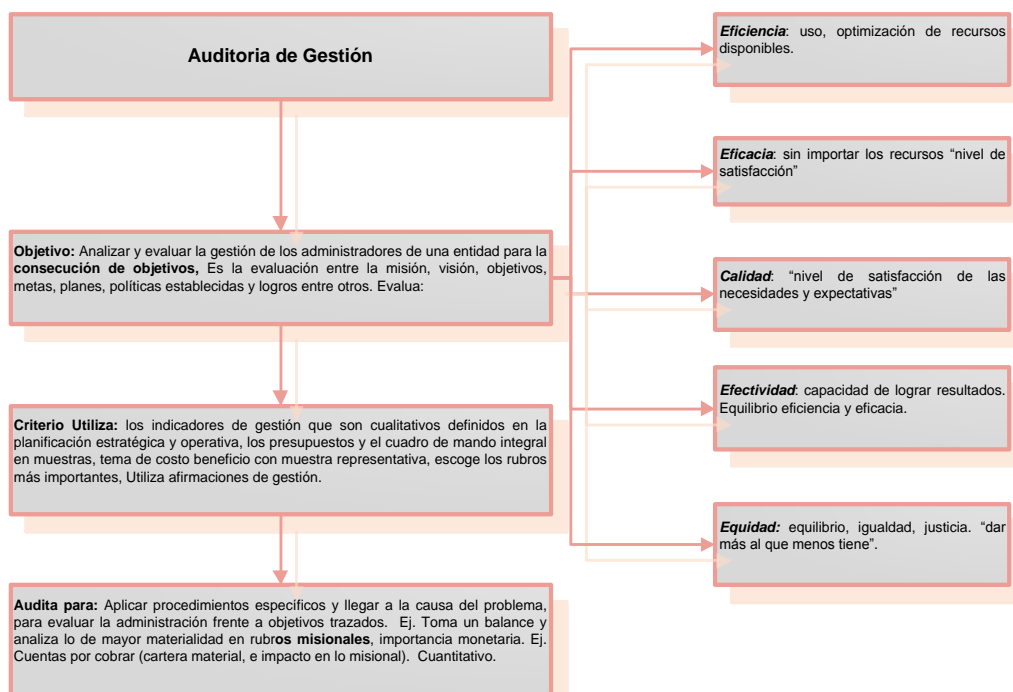 Auditoria de Gestión
Objetivo: Analizar y evaluar la gestión de los administradores de una entidad para la
consecución de objetivos, Es la evaluación entre la misión, visión, objetivos,
metas, planes, políticas establecidas y logros entre otros. Evalua:
Criterio Utiliza: los indicadores de gestión que son cualitativos definidos en la
planificación estratégica y operativa, los presupuestos y el cuadro de mando integral
en muestras, tema de costo beneficio con muestra representativa, escoge los rubros
más importantes, Utiliza afirmaciones de gestión.
Audita para: Aplicar procedimientos específicos y llegar a la causa del problema,
para evaluar la administración frente a objetivos trazados. Ej. Toma un balance y
analiza lo de mayor materialidad en rubros misionales, importancia monetaria. Ej.
Cuentas por cobrar (cartera material, e impacto en lo misional). Cuantitativo.
Eficiencia: uso, optimización de recursos
disponibles.
Eficacia: sin importar los recursos “nivel de
satisfacción”
Calidad: “nivel de satisfacción de las
necesidades y expectativas”
Efectividad: capacidad de lograr resultados.
Equilibrio eficiencia y eficacia.
Equidad: equilibrio, igualdad, justicia. “dar
más al que menos tiene”.